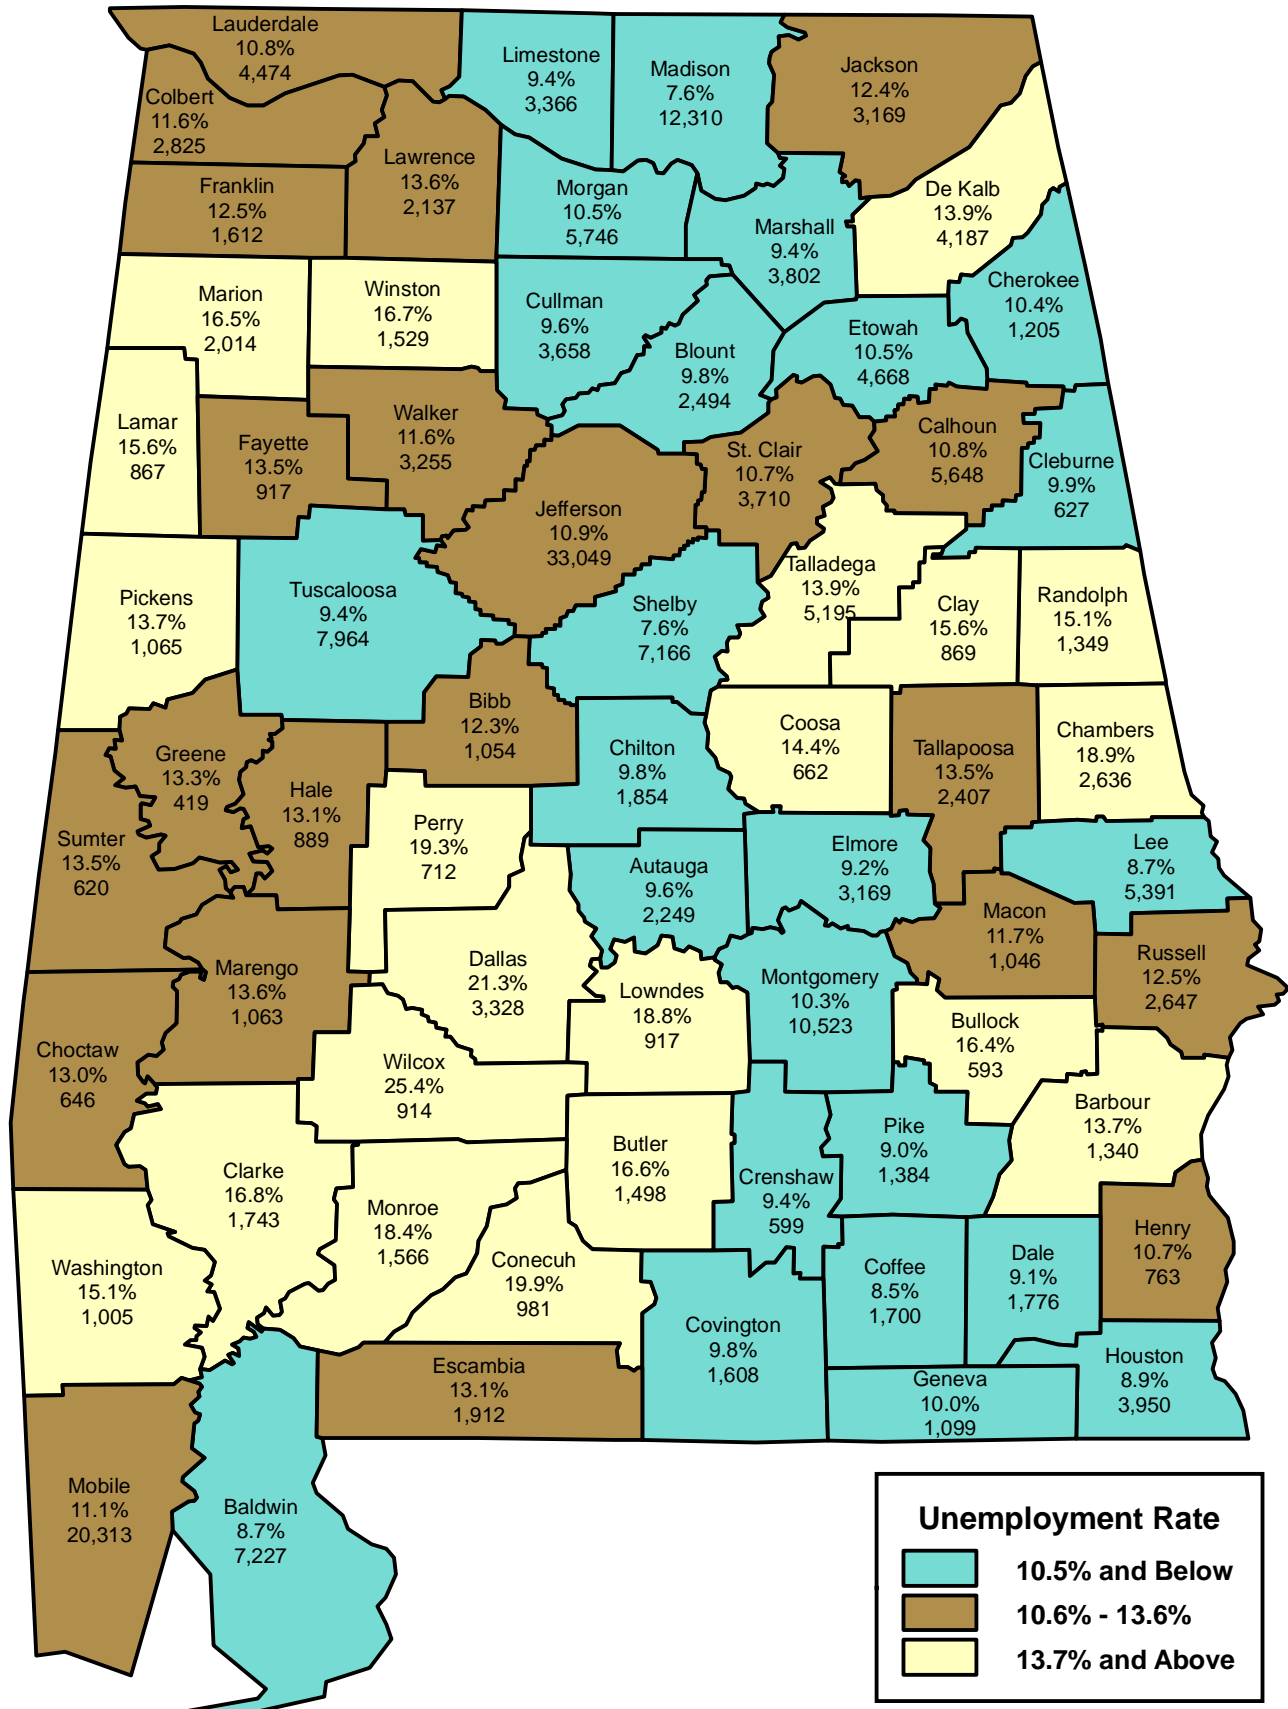 Lauderdale
10.8%
4,474
Limestone
9.4%
3,366
Madison
7.6%
12,310
Jackson
12.4%
3,169
Colbert
11.6%
2,825
Lawrence
13.6%
2,137
Franklin
12.5%
1,612
Morgan
10.5%
5,746
Marshall
9.4%
3,802
De Kalb
13.9%
4,187
Cherokee
10.4%
1,205
Marion
16.5%
2,014
Winston
16.7%
1,529
Cullman
9.6%
3,658
Blount
9.8%
2,494
Etowah
10.5%
4,668
Lamar
15.6%
867
Fayette
13.5%
917
Walker
11.6%
3,255
St. Clair
10.7%
3,710
Calhoun
10.8%
5,648
Cleburne
9.9%
627
Jefferson
10.9%
33,049
Pickens
13.7%
1,065
Tuscaloosa
9.4%
7,964
Shelby
7.6%
7,166
Talladega
13.9%
5,195
Clay
15.6%
869
Randolph
15.1%
1,349
Bibb
12.3%
1,054
Greene
13.3%
419
Hale
13.1%
889
Chilton
9.8%
1,854
Coosa
14.4%
662
Tallapoosa
13.5%
2,407
Chambers
18.9%
2,636
Sumter
13.5%
620
Perry
19.3%
712
Autauga
9.6%
2,249
Elmore
9.2%
3,169
Lee
8.7%
5,391
Marengo
13.6%
1,063
Dallas
21.3%
3,328
Lowndes
18.8%
917
Montgomery
10.3%
10,523
Macon
11.7%
1,046
Russell
12.5%
2,647
Choctaw
13.0%
646
Wilcox
25.4%
914
Bullock
16.4%
593
Clarke
16.8%
1,743
Butler
16.6%
1,498
Crenshaw
9.4%
599
Pike
9.0%
1,384
Barbour
13.7%
1,340
Washington
15.1%
1,005
Monroe
18.4%
1,566
Conecuh
19.9%
981
Coffee
8.5%
1,700
Dale
9.1%
1,776
Henry
10.7%
763
Escambia
13.1%
1,912
Covington
9.8%
1,608
Geneva
10.0%
1,099
Houston
8.9%
3,950
Mobile
11.1%
20,313
Baldwin
8.7%
7,227
Unemployment Rate
10.5% and Below
10.6% - 13.6%
13.7% and Above